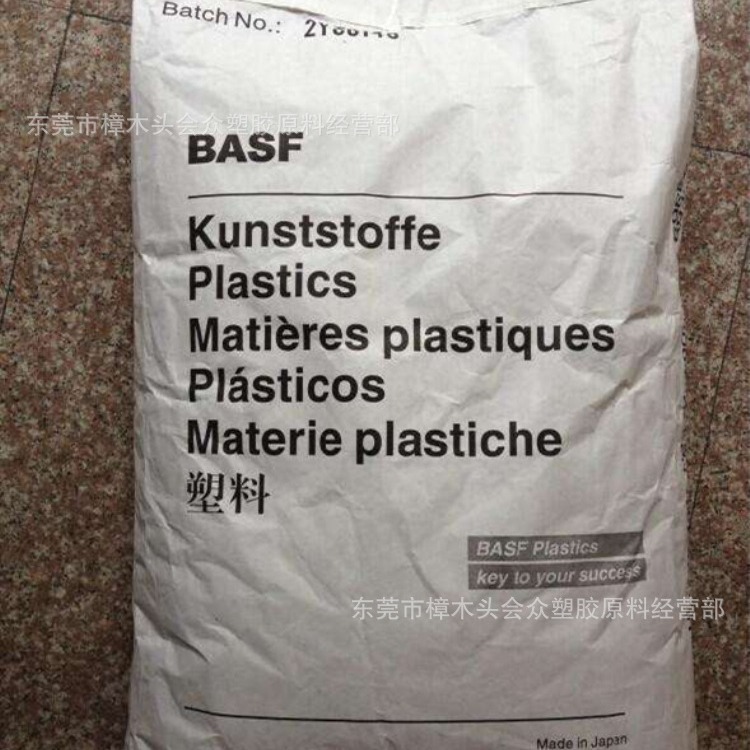 Batch No.:
东莞市樟木头会众塑胶原料经营部
BASF
Kunststoffe
Plastics
Matières plastiques
Plásticos
Materie plastiche
塑料
BASF Plastics
key to your success
东莞市樟木头会众塑胶原料经营部
Made in Japan